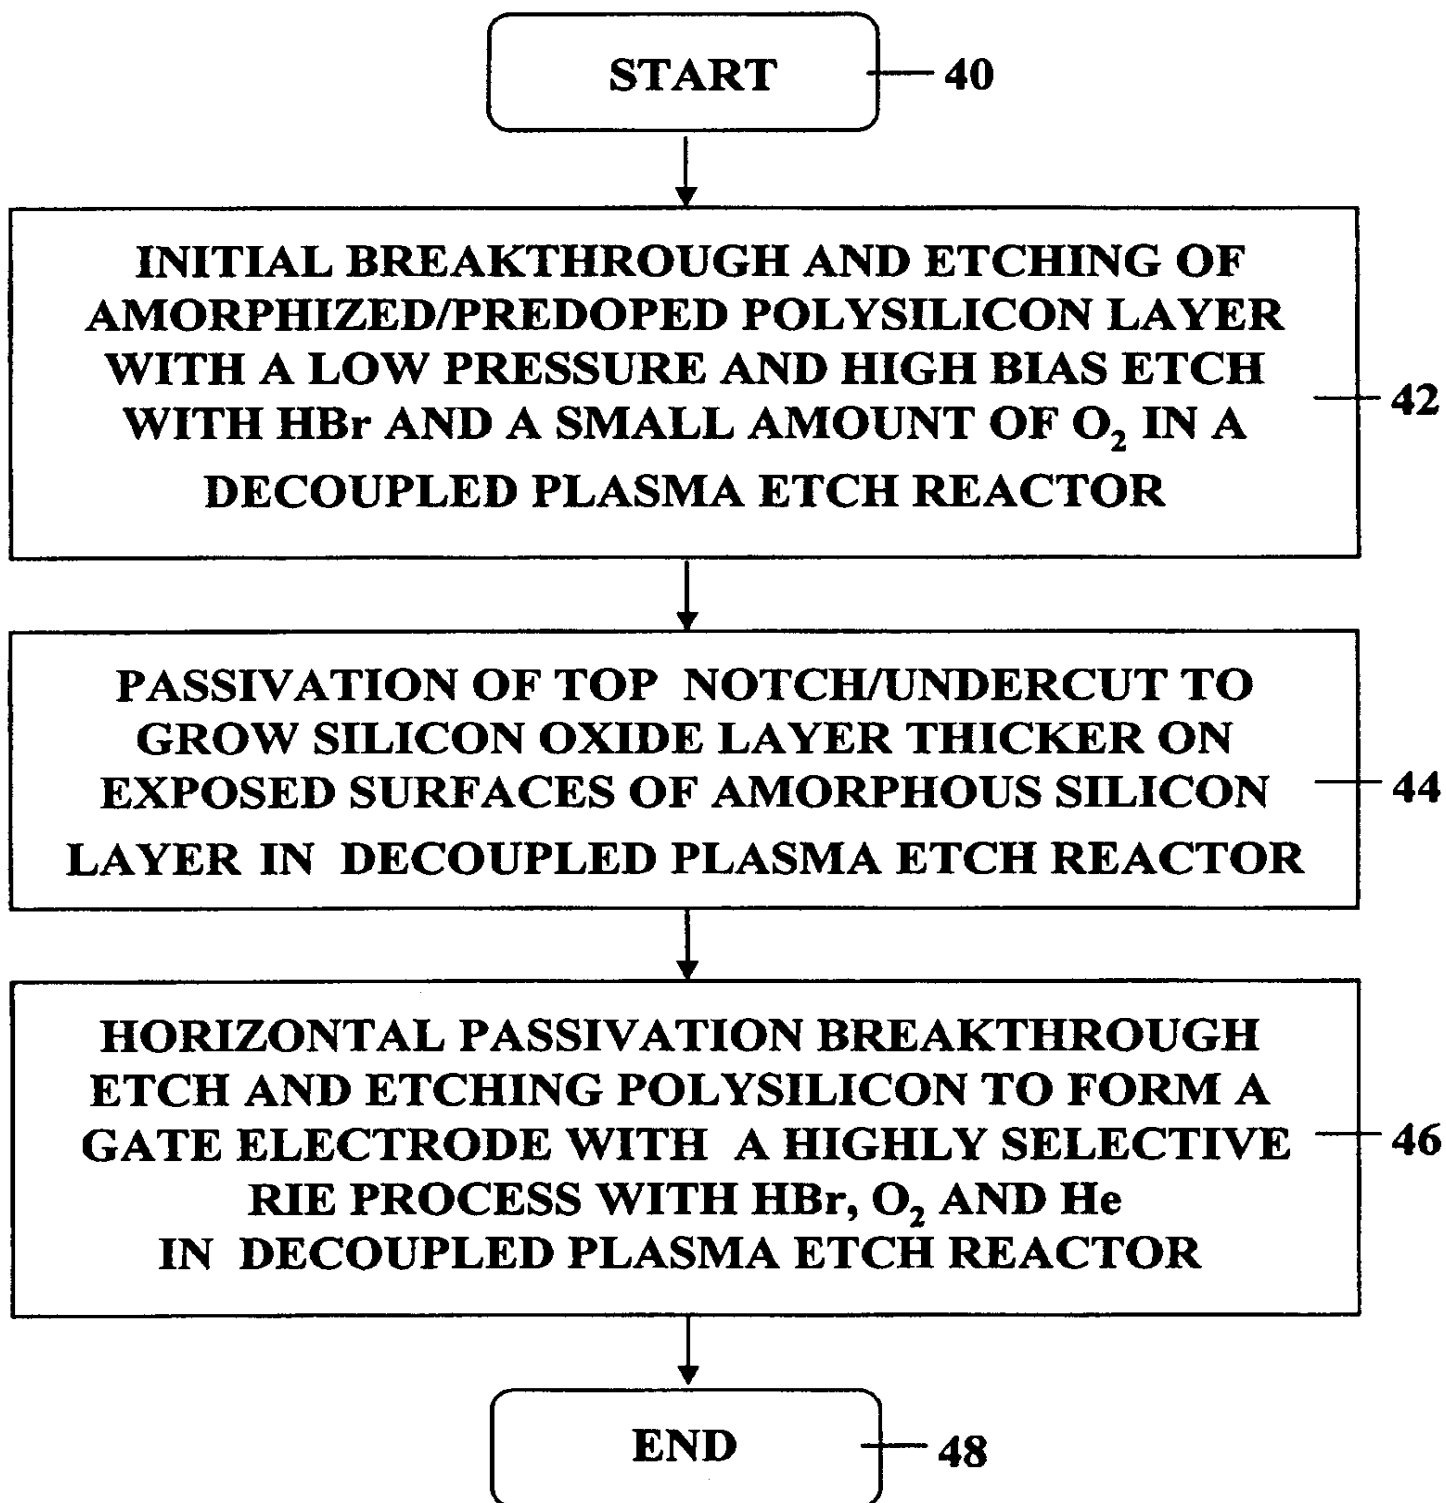 START
40
INITIAL BREAKTHROUGH AND ETCHING OF
AMORPHIZED/PREDOPED POLYSILICON LAYER
WITH A LOW PRESSURE AND HIGH BIAS ETCH
WITH HBr AND A SMALL AMOUNT OF O₂ IN A
DECOUPLED PLASMA ETCH REACTOR
42
PASSIVATION OF TOP NOTCH/UNDERCUT TO
GROW SILICON OXIDE LAYER THICKER ON
EXPOSED SURFACES OF AMORPHOUS SILICON
LAYER IN DECOUPLED PLASMA ETCH REACTOR
44
HORIZONTAL PASSIVATION BREAKTHROUGH
ETCH AND ETCHING POLYSILICON TO FORM A
GATE ELECTRODE WITH A HIGHLY SELECTIVE
RIE PROCESS WITH HBr, O₂ AND He
IN DECOUPLED PLASMA ETCH REACTOR
46
END
48